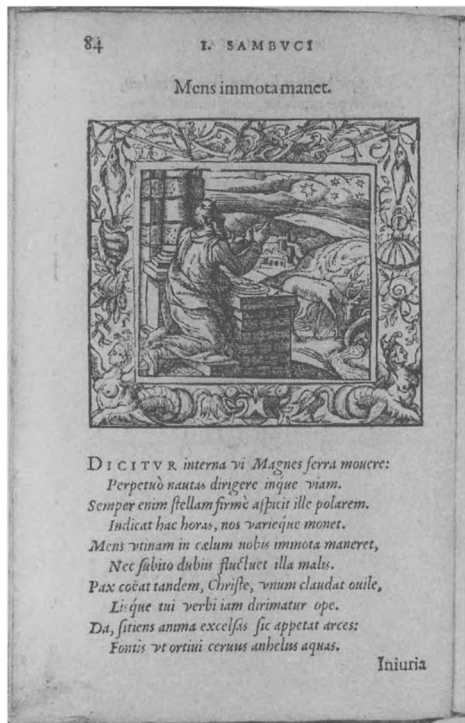 84 I. SAMBVCI
Mens immota manet.
DICITVR interna vi Magnes ferra mouere:
Perpetuò nautas dirigere inque viam.
Semper enim ſtellam firmè aſpicit ille polarem.
Indicat hac horas, nos varieque monet.
Mens vtinam in cælum nobis immota maneret,
Nec ſubito dubiis fluctuet illa malis.
Pax coëat tandem, Chriſte, vnum claudat ouile,
Lisque tui verbi iam dirimatur ope.
Da, ſitiens anima excelſas ſic appetat arces:
Fontis vt ortiui ceruus anhelus aquas.
Iniuria